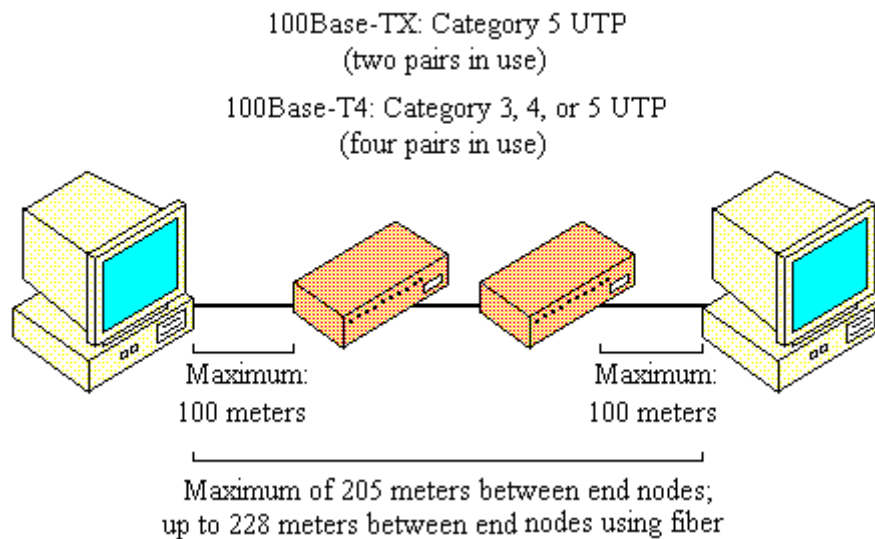 100Base-TX: Category 5 UTP
(two pairs in use)
100Base-T4: Category 3, 4, or 5 UTP
(four pairs in use)
Maximum:
100 meters
Maximum:
100 meters
Maximum of 205 meters between end nodes;
up to 228 meters between end nodes using fiber